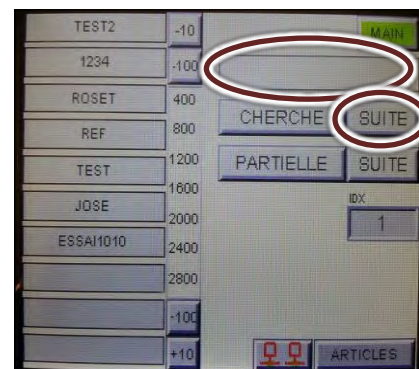 TEST2
-10
MAIN
1234
-100
ROSET
400
CHERCHE
SUITE
REF
800
TEST
1200
PARTIELLE
SUITE
1600
JOSE
IDX
2000
1
ESSAI1010
2400
2800
-100
+10
ARTICLES